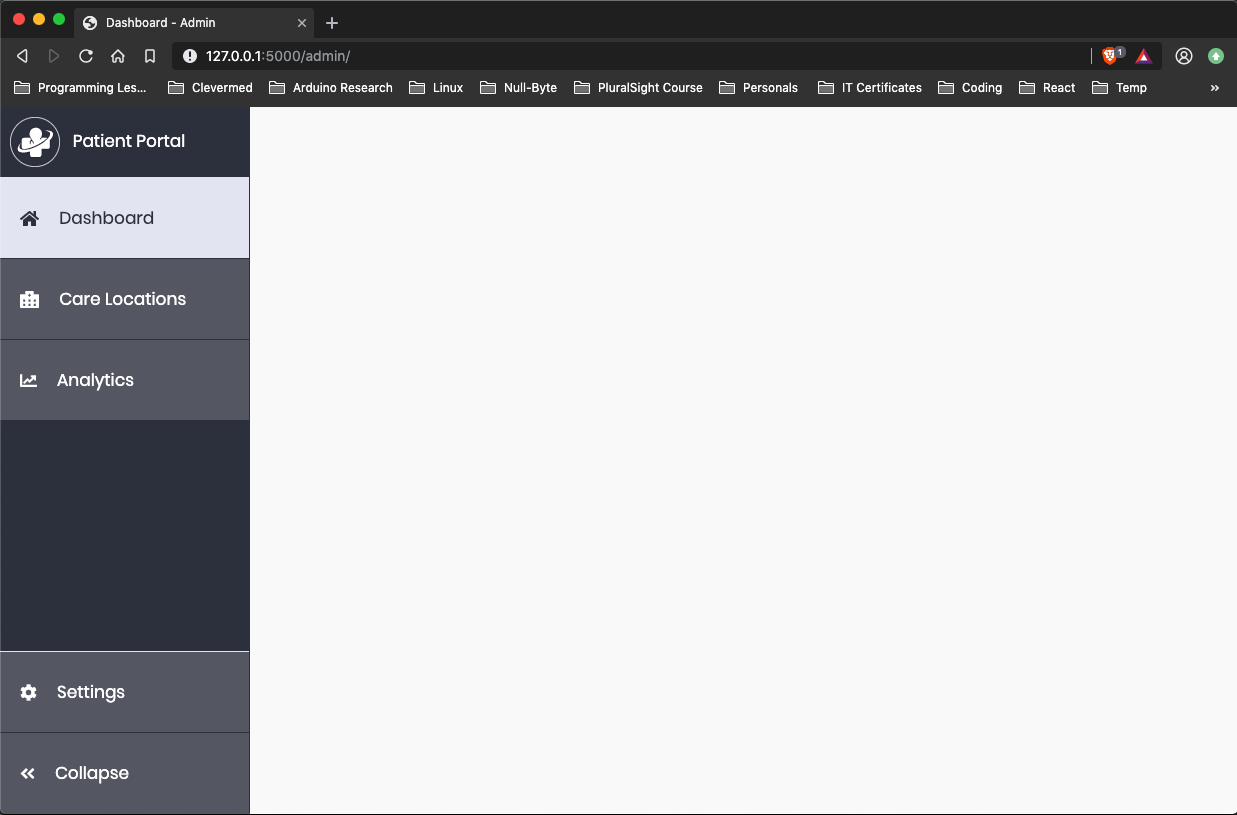 Dashboard - Admin
127.0.0.1:5000/admin/
1
Programming Les... Clevermed Arduino Research Linux Null-Byte PluralSight Course Personals IT Certificates Coding React Temp »
Patient Portal
Dashboard
Care Locations
Analytics
Settings
Collapse